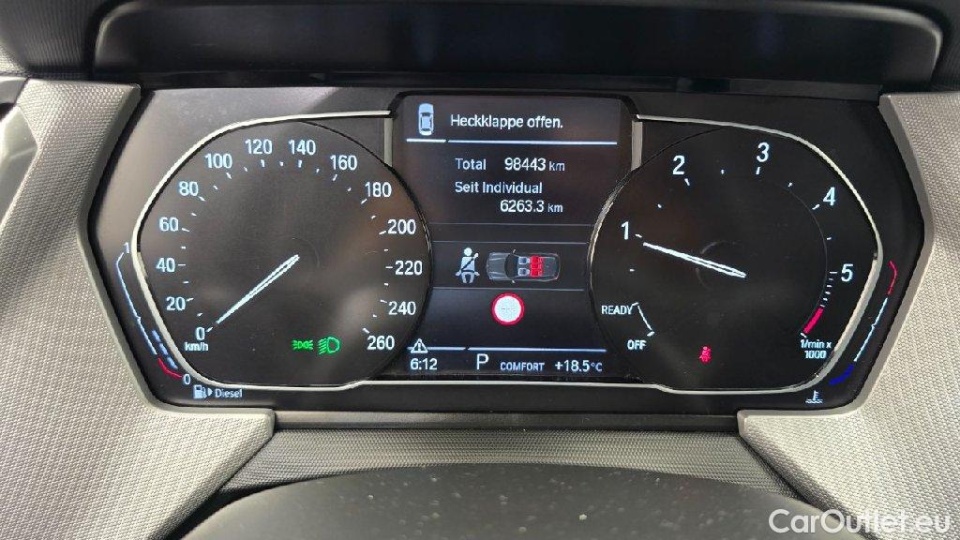 Heckklappe offen.
Total 98443 km
Seit Individual
6263.3 km
0 20 40 60 80 100 120 140 160 180 200 220 240 260
km/h
1 2 3 4 5
READY
OFF
1/min x
1000
6:12 P COMFORT +18.5°C
1
0
Diesel
CarOutlet.eu